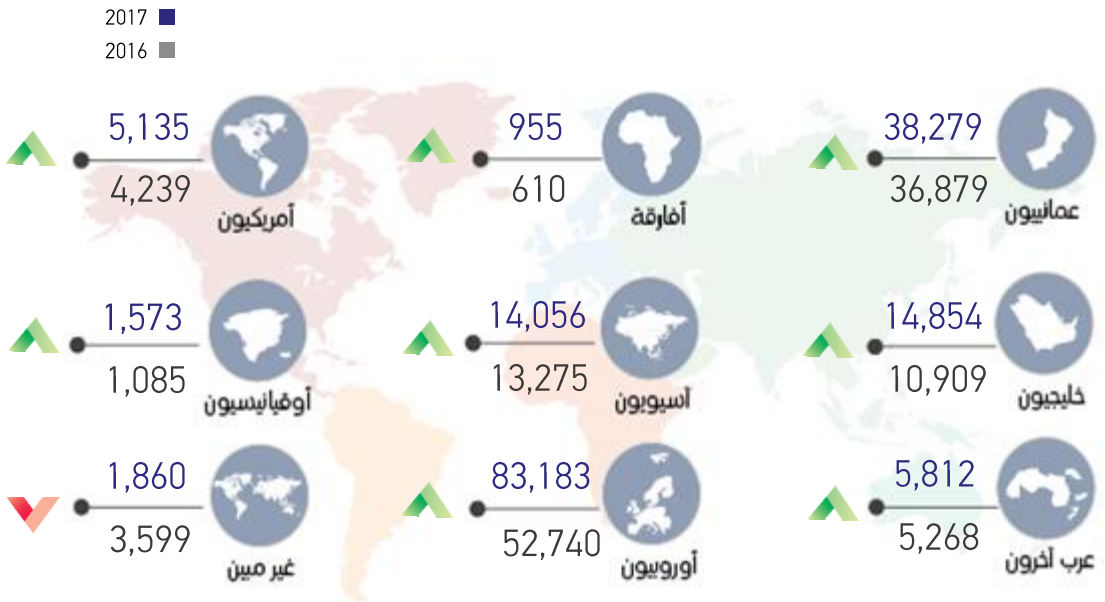 2017
2016
38,279
36,879
عمانييون
955
610
أفارقة
5,135
4,239
أمريكيون
14,854
10,909
خليجيون
14,056
13,275
آسيويون
1,573
1,085
أوقيانيسيون
5,812
5,268
عرب آخرون
83,183
52,740
أوروبيون
1,860
3,599
غير مبين